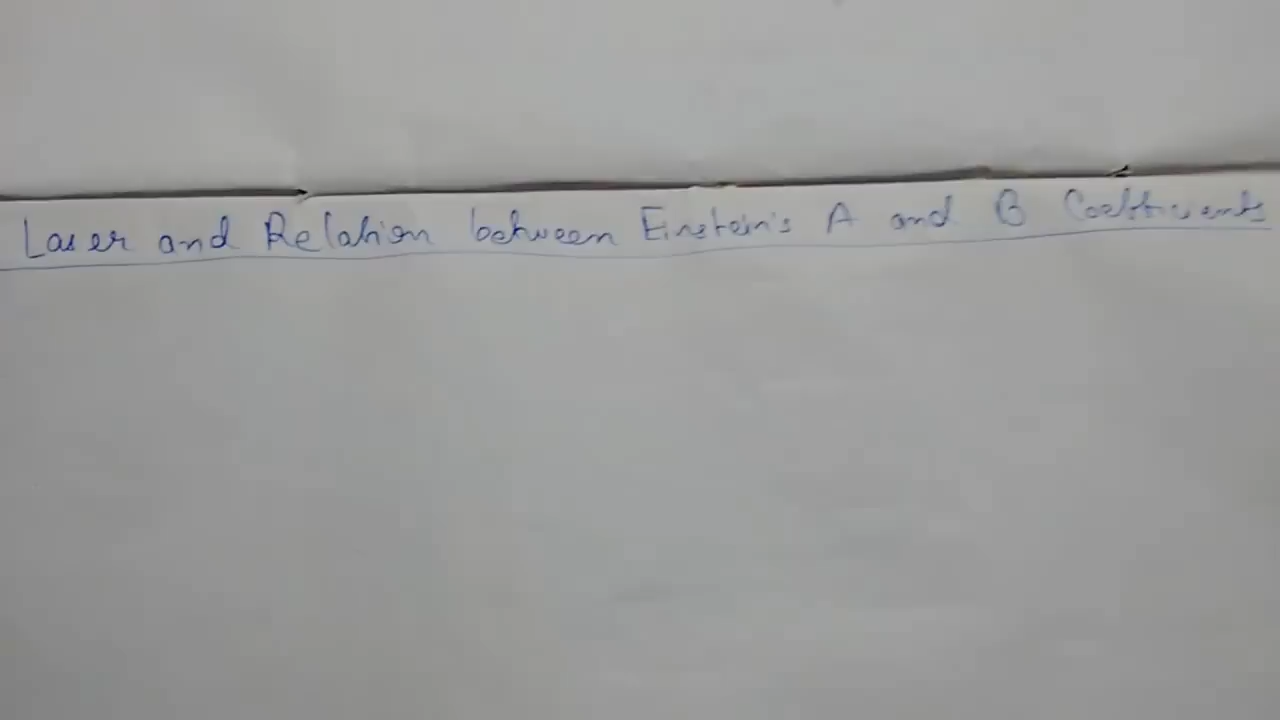 Laser and Relation between Einstein's A and B Coefficients